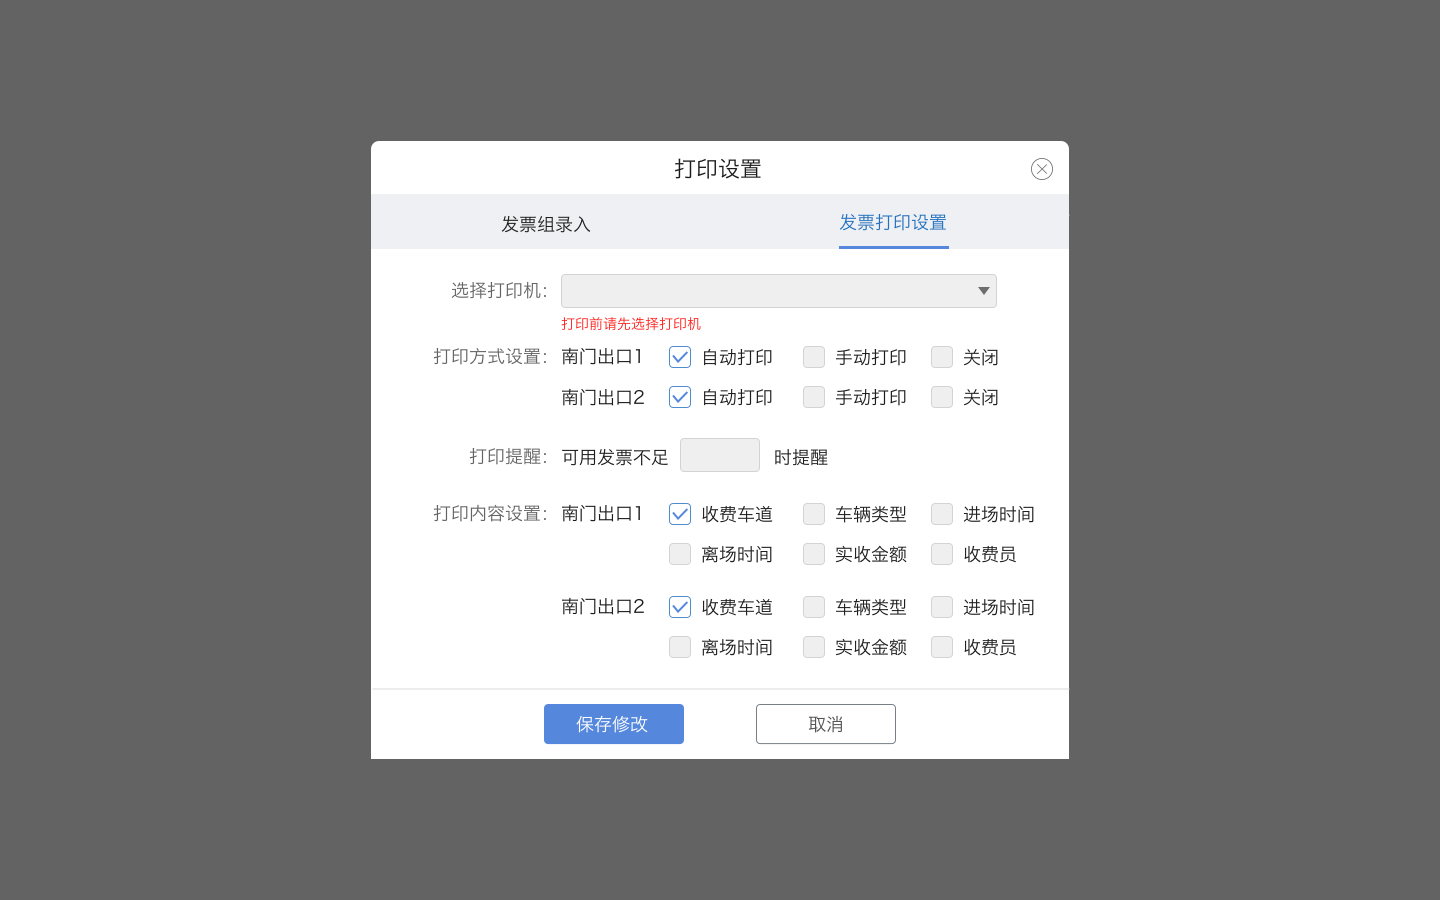 打印设置
发票组录入 发票打印设置
选择打印机：
打印前请先选择打印机
打印方式设置： 南门出口1 自动打印 手动打印 关闭
南门出口2 自动打印 手动打印 关闭
打印提醒： 可用发票不足 时提醒
打印内容设置： 南门出口1 收费车道 车辆类型 进场时间
离场时间 实收金额 收费员
南门出口2 收费车道 车辆类型 进场时间
离场时间 实收金额 收费员
保存修改 取消